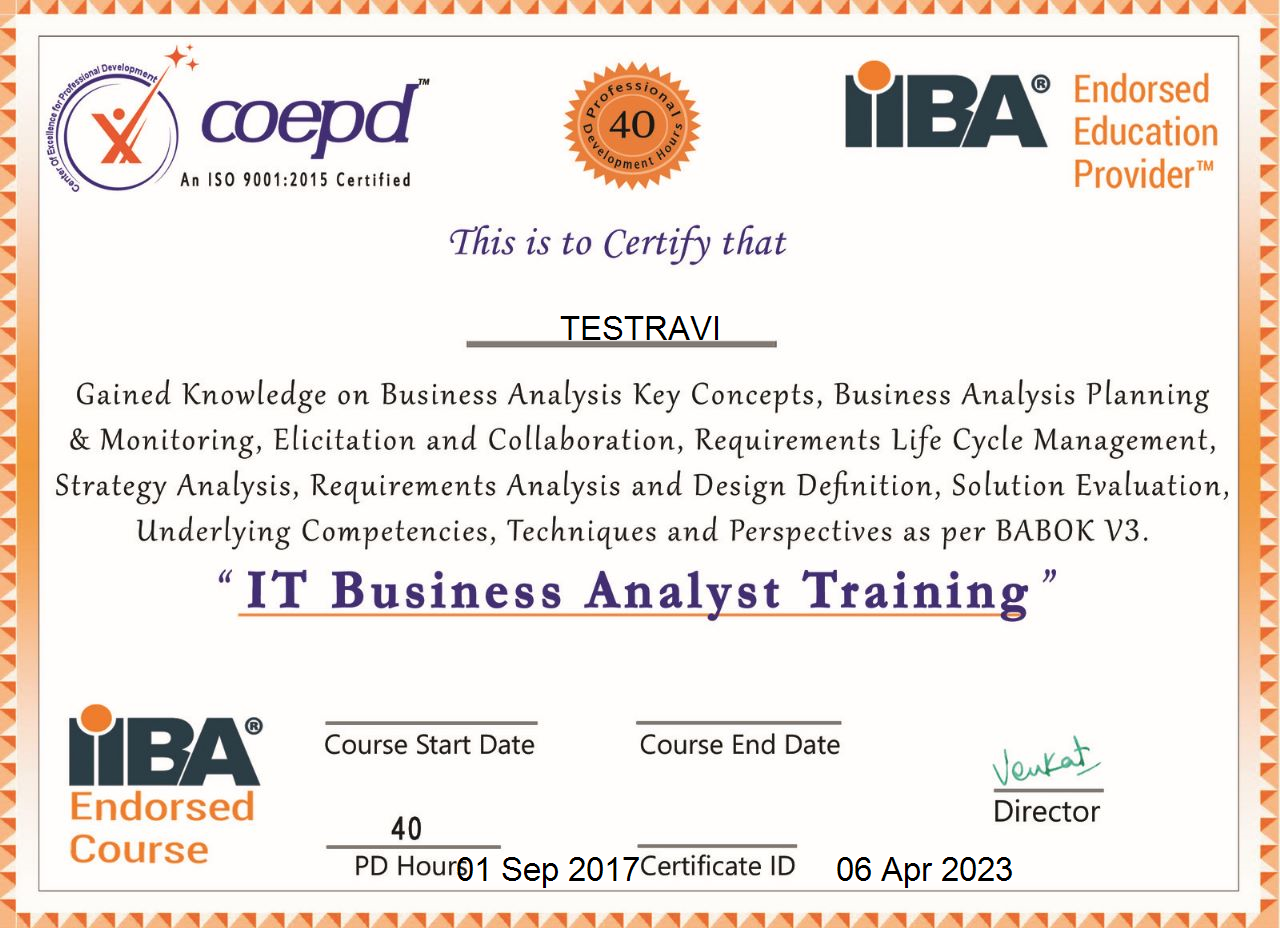 Center Of Excellence for Professional Development
coepd™
An ISO 9001:2015 Certified
Professional
40
Development Hours
iiBA®
Endorsed
Education
Provider™
This is to Certify that
TESTRAVI
Gained Knowledge on Business Analysis Key Concepts, Business Analysis Planning
& Monitoring, Elicitation and Collaboration, Requirements Life Cycle Management,
Strategy Analysis, Requirements Analysis and Design Definition, Solution Evaluation,
Underlying Competencies, Techniques and Perspectives as per BABOK V3.
“ IT Business Analyst Training ”
iiBA®
Endorsed
Course
Course Start Date
Course End Date
Venkat
Director
40
PD Hours
01 Sep 2017
Certificate ID
06 Apr 2023